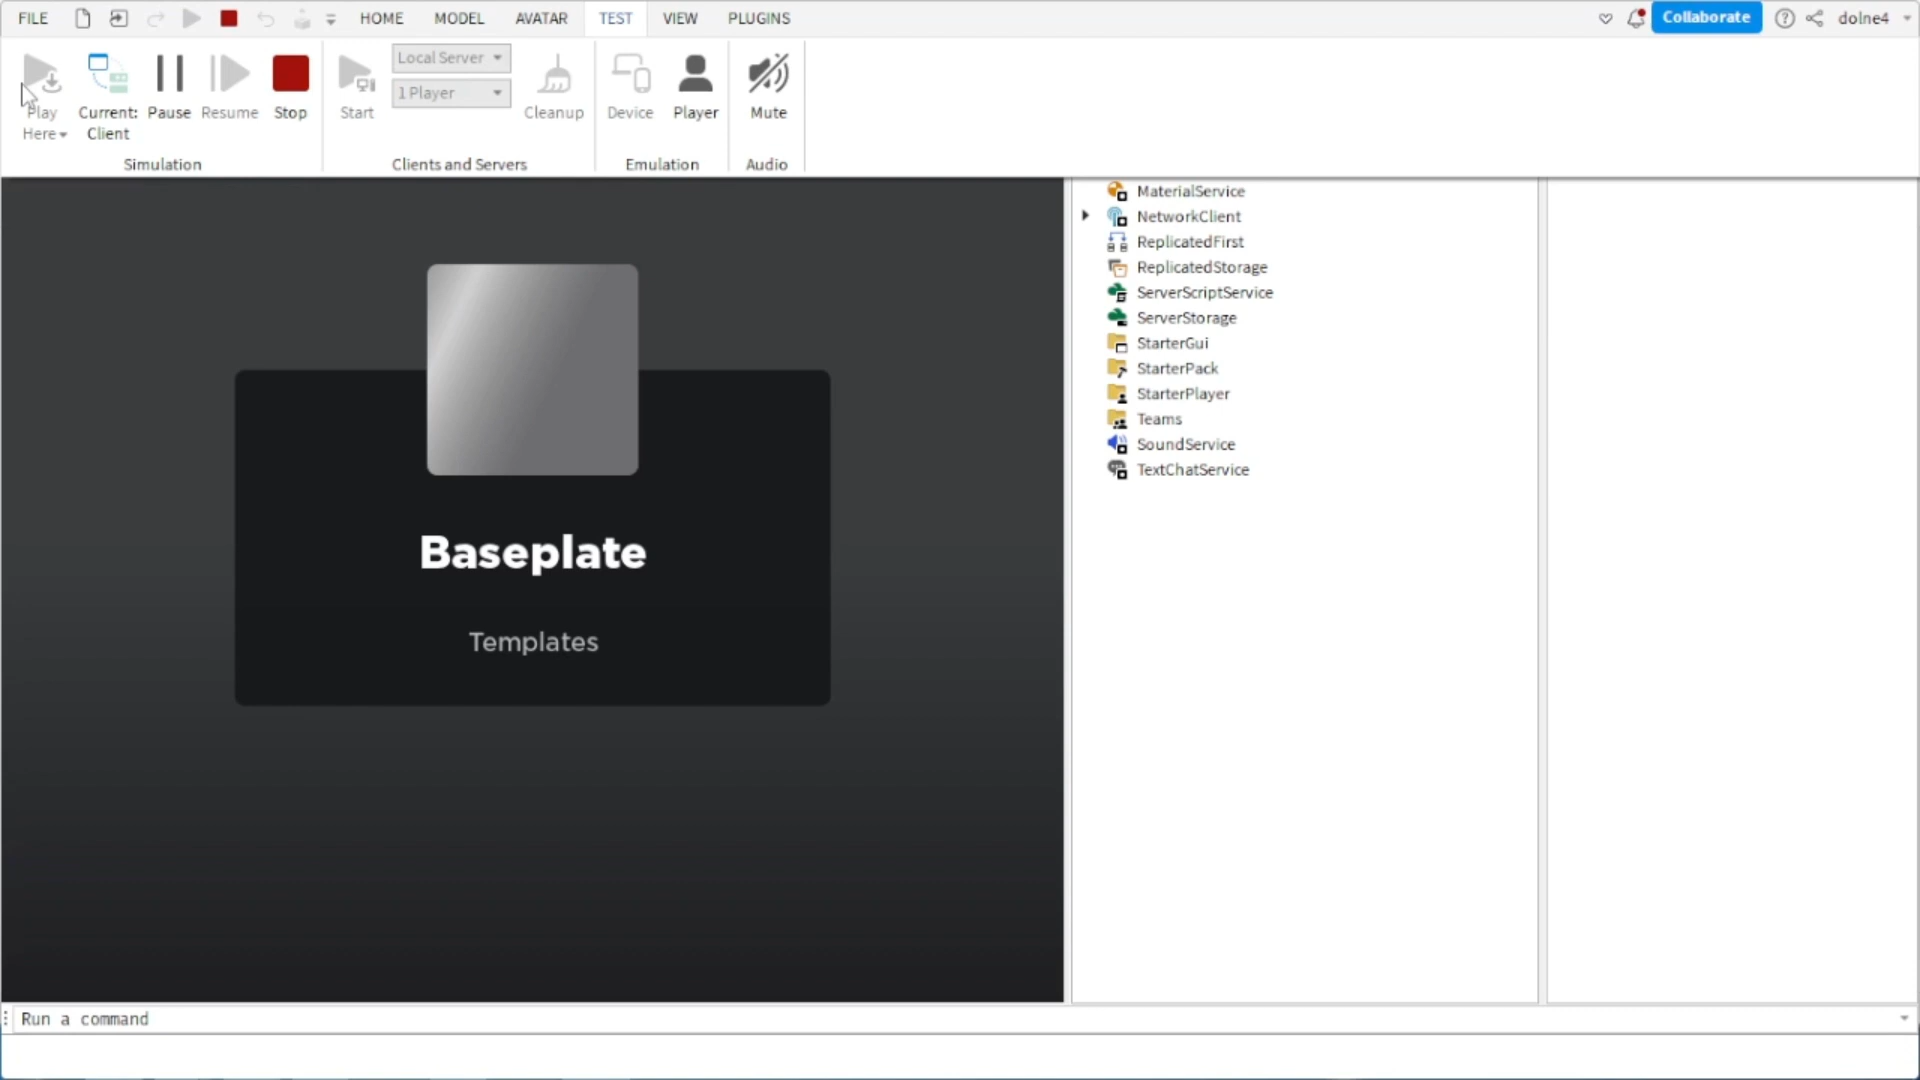 FILE HOME MODEL AVATAR TEST VIEW PLUGINS Collaborate dolne4
Play Here
Current: Client
Pause
Resume
Stop
Simulation
Start
Local Server
1 Player
Cleanup
Clients and Servers
Device
Player
Emulation
Mute
Audio
Baseplate
Templates
MaterialService
NetworkClient
ReplicatedFirst
ReplicatedStorage
ServerScriptService
ServerStorage
StarterGui
StarterPack
StarterPlayer
Teams
SoundService
TextChatService
Run a command